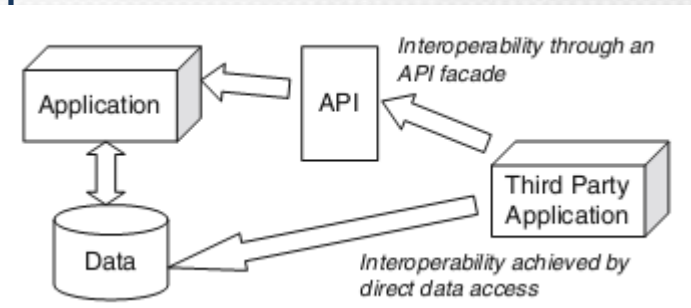 Interoperability through an
API facade
Application
API
Third Party
Application
Data
Interoperability achieved by
direct data access